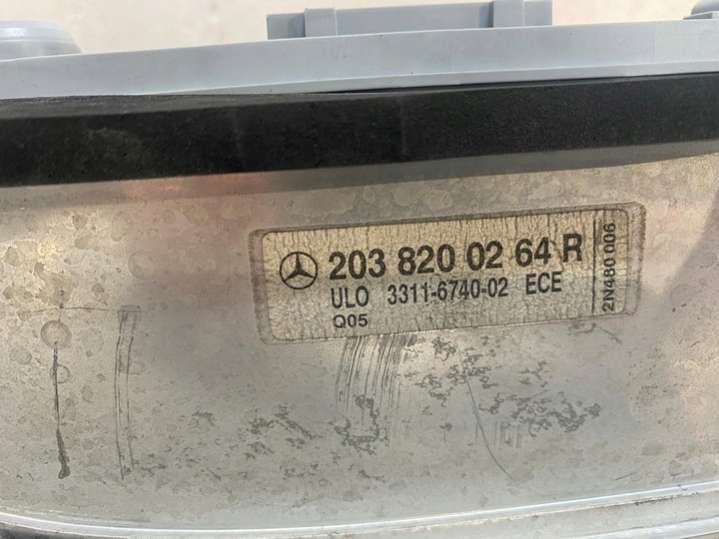 203 820 02 64 R
ULO 3311-6740-02 ECE
Q05
2N480 006